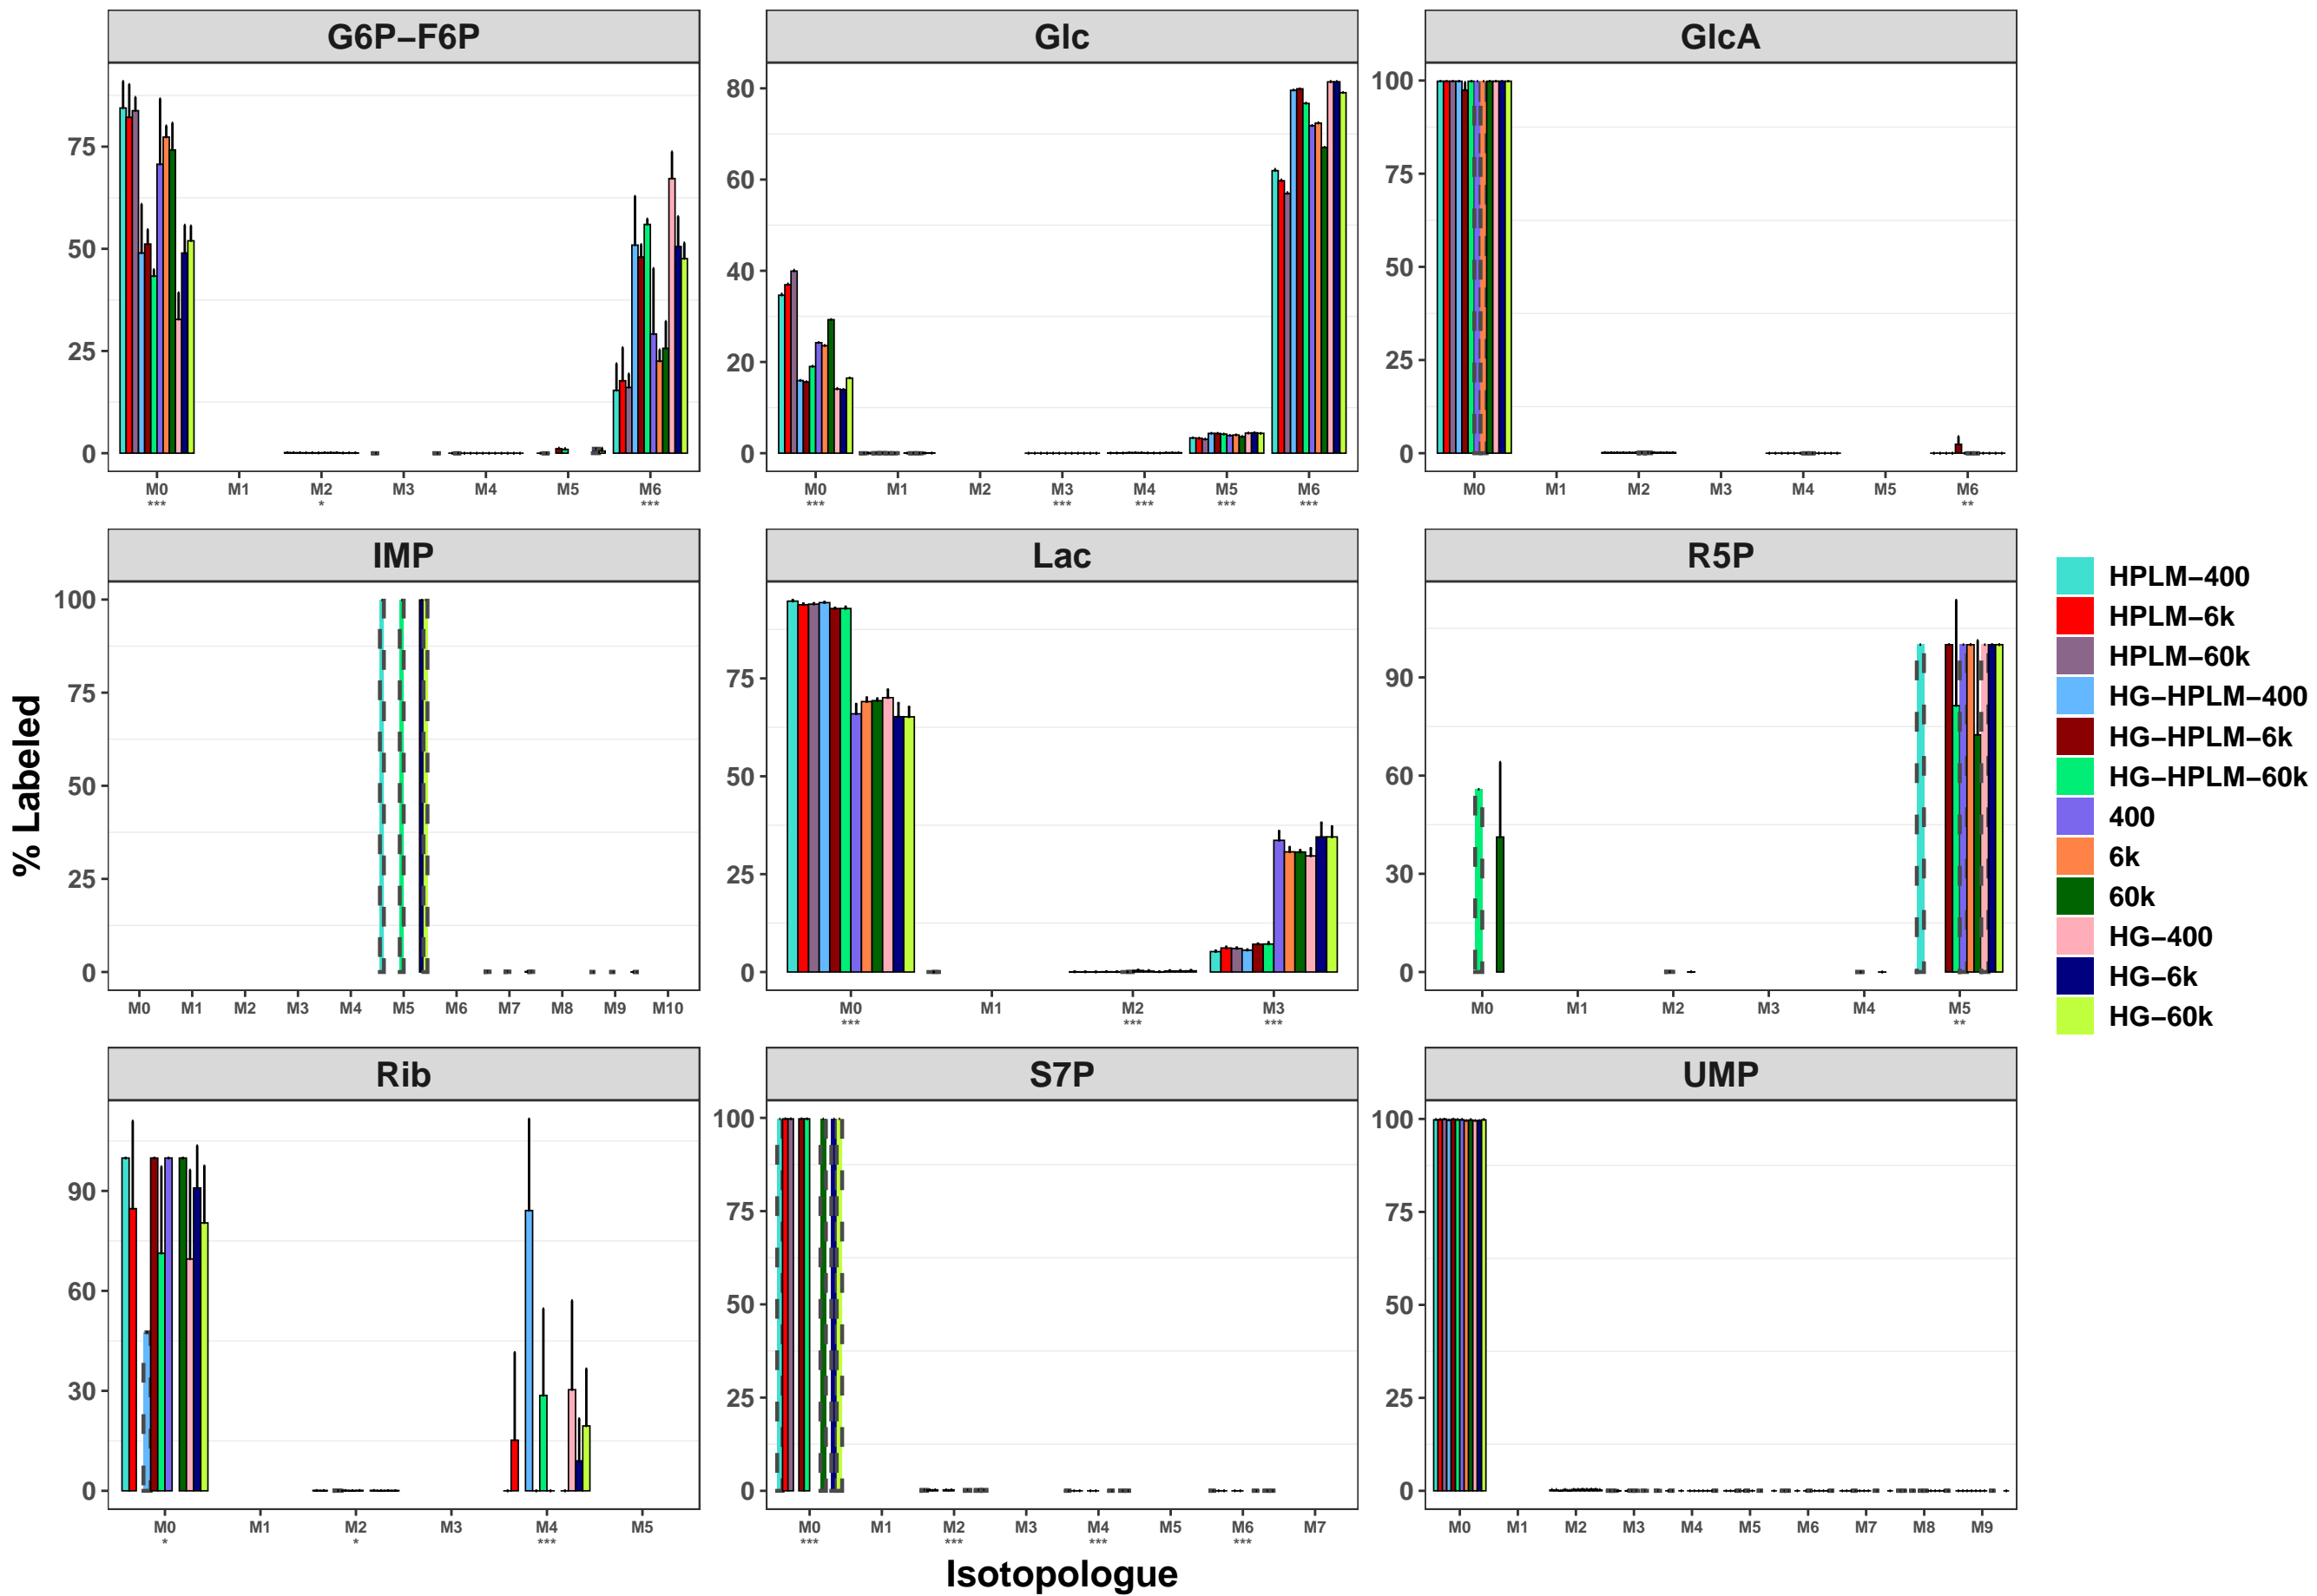 G6P−F6P
Glc
GlcA
75
50
25
0
M0 M1 M2 M3 M4 M5 M6
*** * ***
80
60
40
20
0
M0 M1 M2 M3 M4 M5 M6
*** *** *** *** ***
100
75
50
25
0
M0 M1 M2 M3 M4 M5 M6
**
IMP
Lac
R5P
100
75
50
25
0
M0 M1 M2 M3 M4 M5 M6 M7 M8 M9 M10
75
50
25
0
M0 M1 M2 M3
*** *** ***
90
60
30
0
M0 M1 M2 M3 M4 M5
**
Rib
S7P
UMP
90
60
30
0
M0 M1 M2 M3 M4 M5
* * ***
100
75
50
25
0
M0 M1 M2 M3 M4 M5 M6 M7
*** *** *** ***
100
75
50
25
0
M0 M1 M2 M3 M4 M5 M6 M7 M8 M9
% Labeled
Isotopologue
HPLM−400
HPLM−6k
HPLM−60k
HG−HPLM−400
HG−HPLM−6k
HG−HPLM−60k
400
6k
60k
HG−400
HG−6k
HG−60k